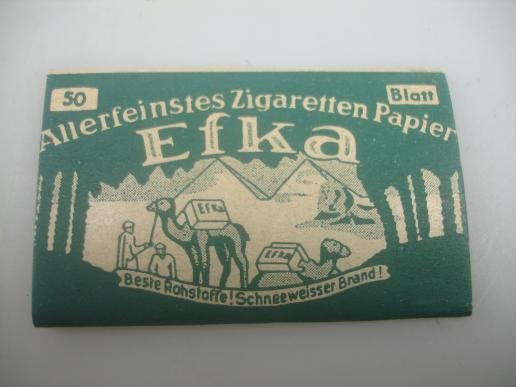 50 Blatt
Allerfeinstes Zigaretten Papier
Efka
Efka
Efka
Beste Rohstoffe! Schneeweisser Brand!